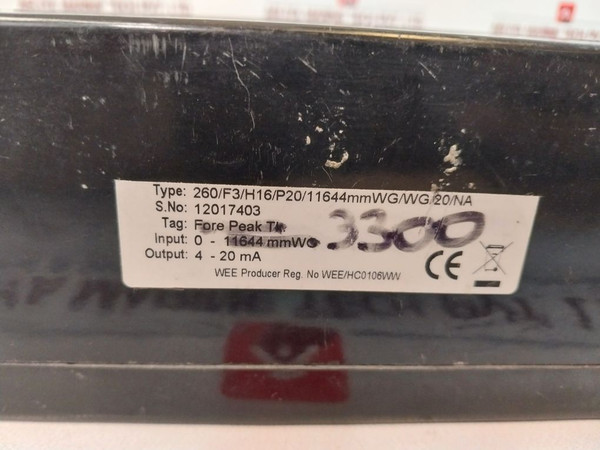 Type: 260/F3/H16/P20/11644mmWG/WG/20/NA
S.No: 12017403
Tag: Fore Peak Tk
Input: 0 - 11644 mmWG
3300
Output: 4 - 20 mA
CE
WEE Producer Reg. No WEE/HC0106WW